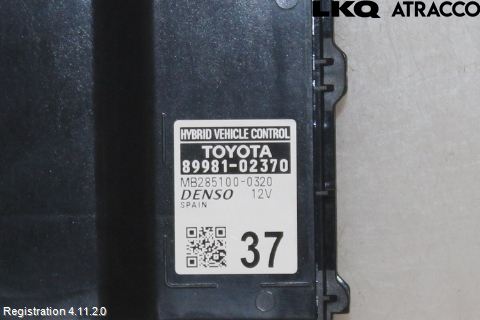 LKQ ATRACCO
HYBRID VEHICLE CONTROL
TOYOTA
89981-02370
MB285100-0320
DENSO 12V
SPAIN
37
Registration 4.11.2.0